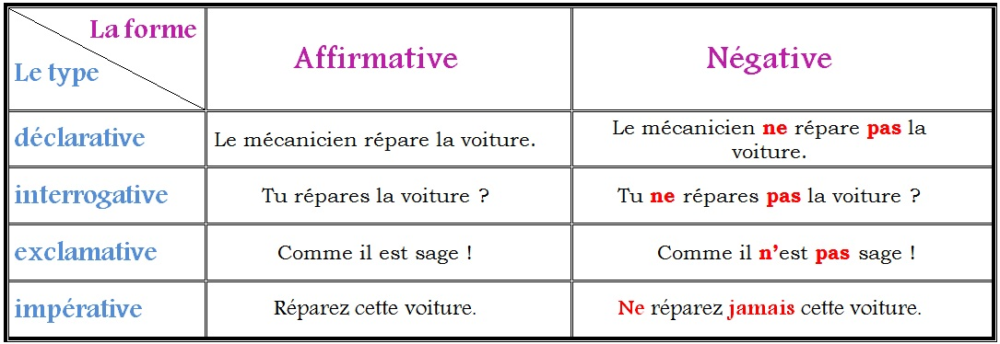 La forme
Le type
Affirmative
Négative
déclarative
Le mécanicien répare la voiture.
Le mécanicien ne répare pas la
voiture.
interrogative
Tu répares la voiture ?
Tu ne répares pas la voiture ?
exclamative
Comme il est sage !
Comme il n’est pas sage !
impérative
Réparez cette voiture.
Ne réparez jamais cette voiture.